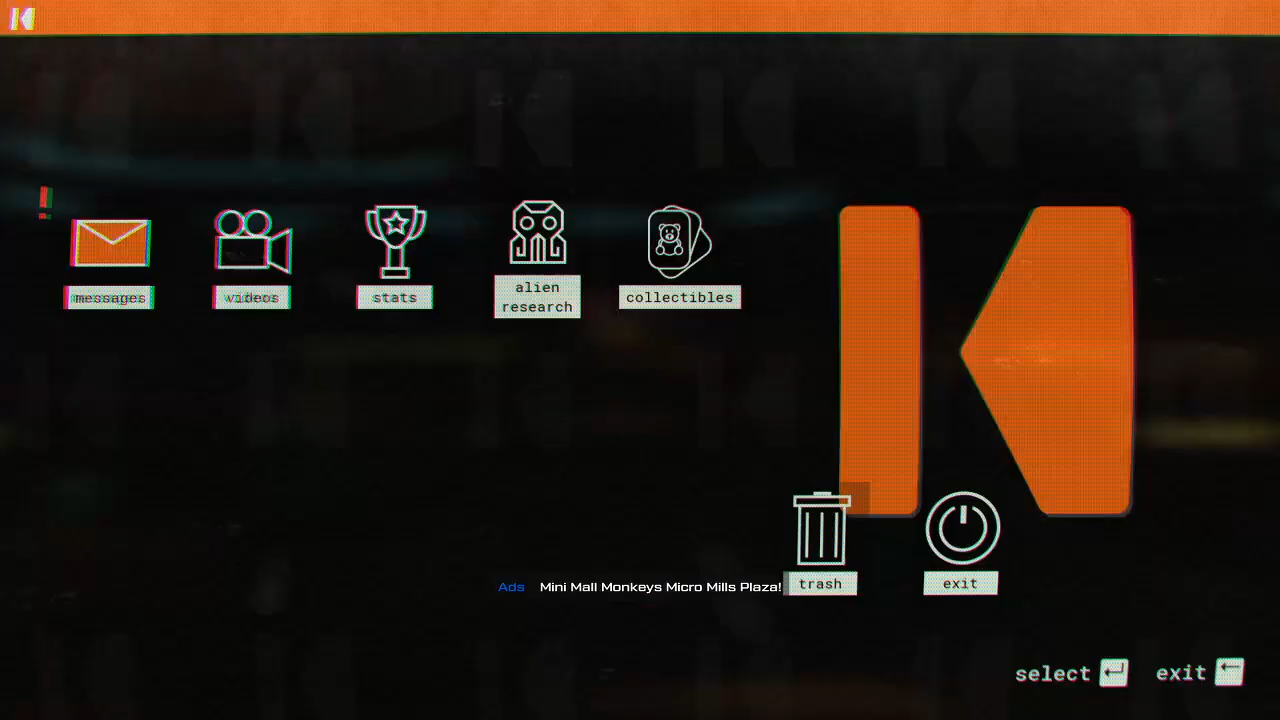 messages
videos
stats
alien
research
collectibles
trash
exit
Ads Mini Mall Monkeys Micro Mills Plaza!
select
exit